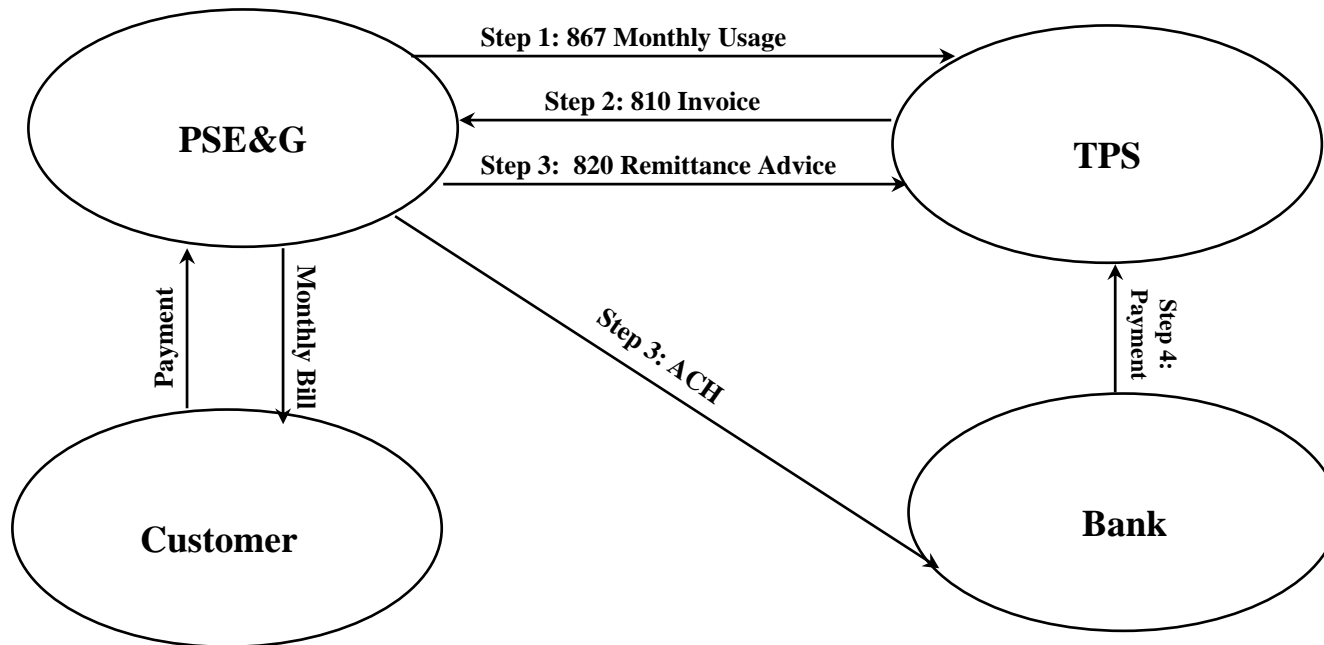 Step 1: 867 Monthly Usage
Step 2: 810 Invoice
PSE&G
TPS
Step 3:  820 Remittance Advice
Payment
Monthly Bill
Step 3: ACH
Step 4:
Payment
Customer
Bank